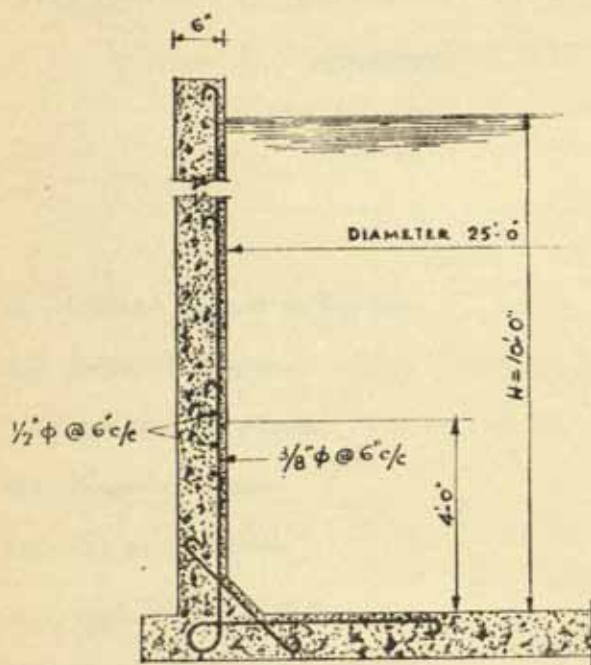 6"
DIAMETER 25'-0"
H = 10'-0"
1/2" φ @ 6" c/c
3/8" φ @ 6" c/c
4'-0"